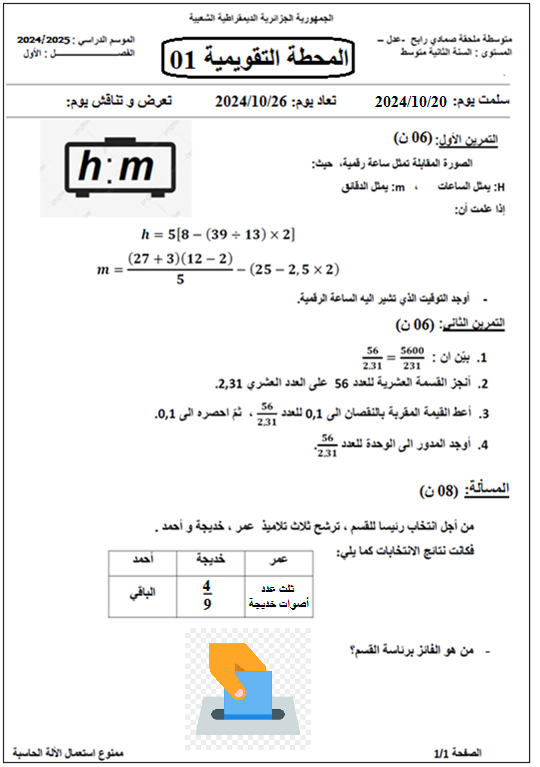 الجمهورية الجزائرية الديمقراطية الشعبية
متوسطة ملحقة صمادي رابح -عدل –
الموسم الدراسي : 2024/2025
المستوى : السنة الثانية متوسط
الفصــــــــــــــــل : الأول
المحطة التقويمية 01
سلمت يوم: 2024/10/20
تعاد يوم: 2024/10/26
تعرض و تناقش يوم:
التمرين الأول: (06 ن)
h:m
الصورة المقابلة تمثل ساعة رقمية، حيث:
H: يمثل الساعات ، m: يمثل الدقائق
إذا علمت أن:
h = 5[8 − (39 ÷ 13) × 2]
m = (27 + 3)(12 − 2)/5 − (25 − 2,5 × 2)
- أوجد التوقيت الذي تشير اليه الساعة الرقمية.
التمرين الثاني: (06 ن)
1. بيّن ان : 56/2.31 = 5600/231
2. أنجز القسمة العشرية للعدد 56 على العدد العشري 2,31.
3. أعط القيمة المقربة بالنقصان الى 0,1 للعدد 56/2,31 ، ثمّ احصره الى 0,1.
4. أوجد المدور الى الوحدة للعدد 56/2,31.
المسألة: (08 ن)
من أجل انتخاب رئيسا للقسم ، ترشح ثلاث تلاميذ عمر ، خديجة و أحمد .
فكانت نتائج الانتخابات كما يلي:
عمر خديجة أحمد
ثلث عدد أصوات خديجة 4/9 الباقي
- من هو الفائز برئاسة القسم؟
الصفحة 1/1
ممنوع استعمال الألة الحاسبة